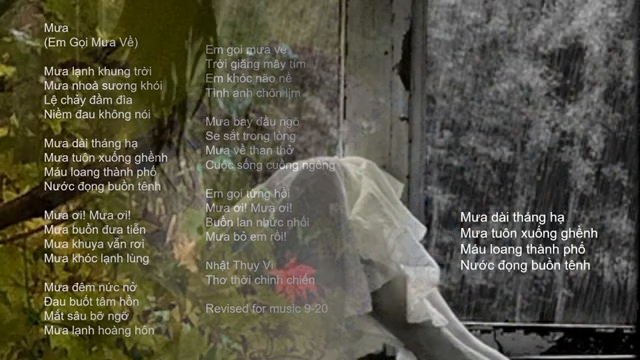 Mưa
(Em Gọi Mưa Về)
Mưa lạnh khung trời
Mưa nhoà sương khói
Lệ chảy đầm đìa
Niềm đau không nói
Mưa dài tháng hạ
Mưa tuôn xuống ghềnh
Máu loang thành phố
Nước đọng buồn tênh
Mưa ơi! Mưa ơi!
Mưa buồn đưa tiễn
Mưa khuya vẫn rơi
Mưa khóc lạnh lùng
Mưa đêm nức nở
Đau buốt tâm hồn
Mắt sâu bỡ ngỡ
Mưa lạnh hoàng hôn
Em gọi mưa về
Trời giăng mây tím
Em khóc não nề
Tình anh chôn lịm
Mưa bay đầu ngõ
Se sắt trong lòng
Mưa về than thở
Cuộc sống cuồng ngông
Em gọi từng hồi
Mưa ơi! Mưa ơi!
Buồn lan nhức nhối
Mưa bỏ em rồi!
Nhật Thụy Vi
Thơ thời chinh chiến
Revised for music 9-20
Mưa dài tháng hạ
Mưa tuôn xuống ghềnh
Máu loang thành phố
Nước đọng buồn tênh